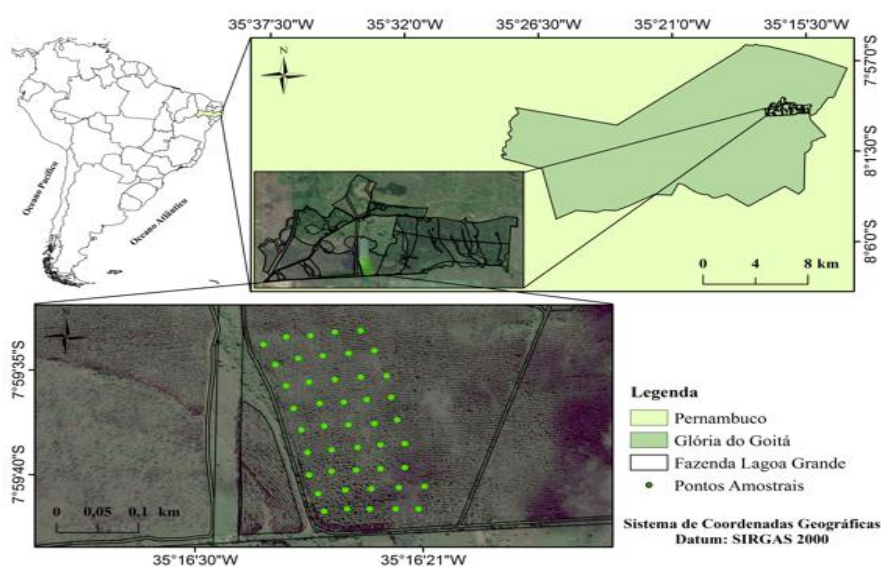 35°37'30"W 35°32'0"W 35°26'30"W 35°21'0"W 35°15'30"W
N
7°57'0"S
8°1'30"S
8°6'0"S
Oceano Pacífico
Oceano Atlântico
0 4 8 km
N
7°59'35"S
7°59'40"S
0 0,05 0,1 km
35°16'30"W 35°16'21"W
Legenda
Pernambuco
Glória do Goitá
Fazenda Lagoa Grande
Pontos Amostrais
Sistema de Coordenadas Geográficas
Datum: SIRGAS 2000